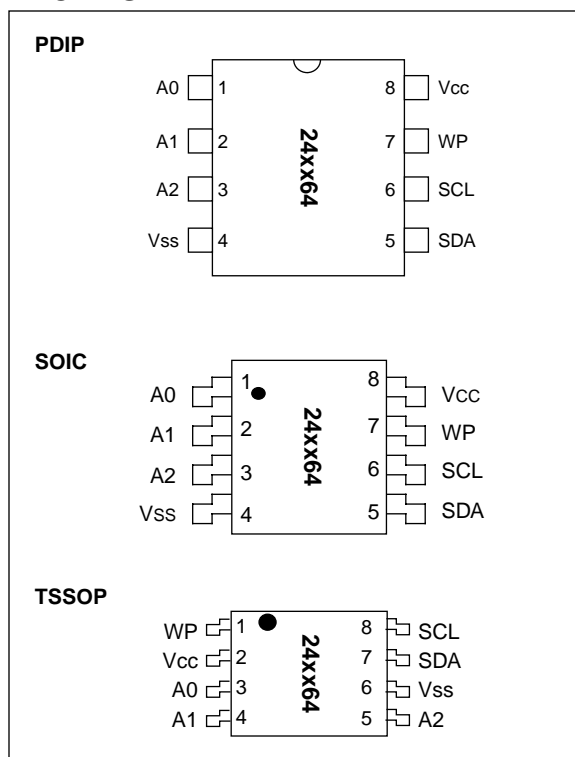 PDIP
A0 1 8 Vcc
A1 2 7 WP
A2 3 6 SCL
Vss 4 5 SDA
24xx64
SOIC
A0 1 8 VCC
A1 2 7 WP
A2 3 6 SCL
VSS 4 5 SDA
24xx64
TSSOP
WP 1 8 SCL
Vcc 2 7 SDA
A0 3 6 Vss
A1 4 5 A2
24xx64